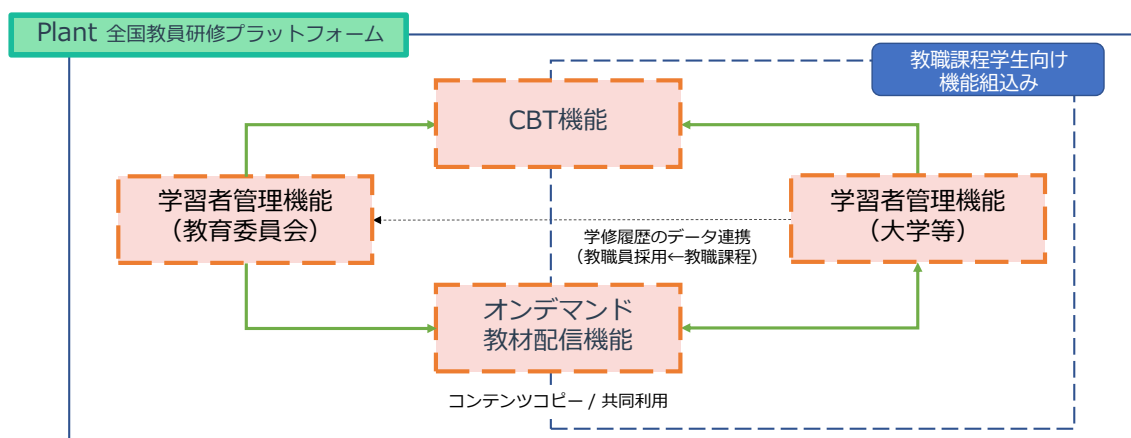 Plant 全国教員研修プラットフォーム
教職課程学生向け
機能組込み
CBT機能
学習者管理機能
（教育委員会）
学習者管理機能
（大学等）
学修履歴のデータ連携
（教職員採用←教職課程）
オンデマンド
教材配信機能
コンテンツコピー / 共同利用